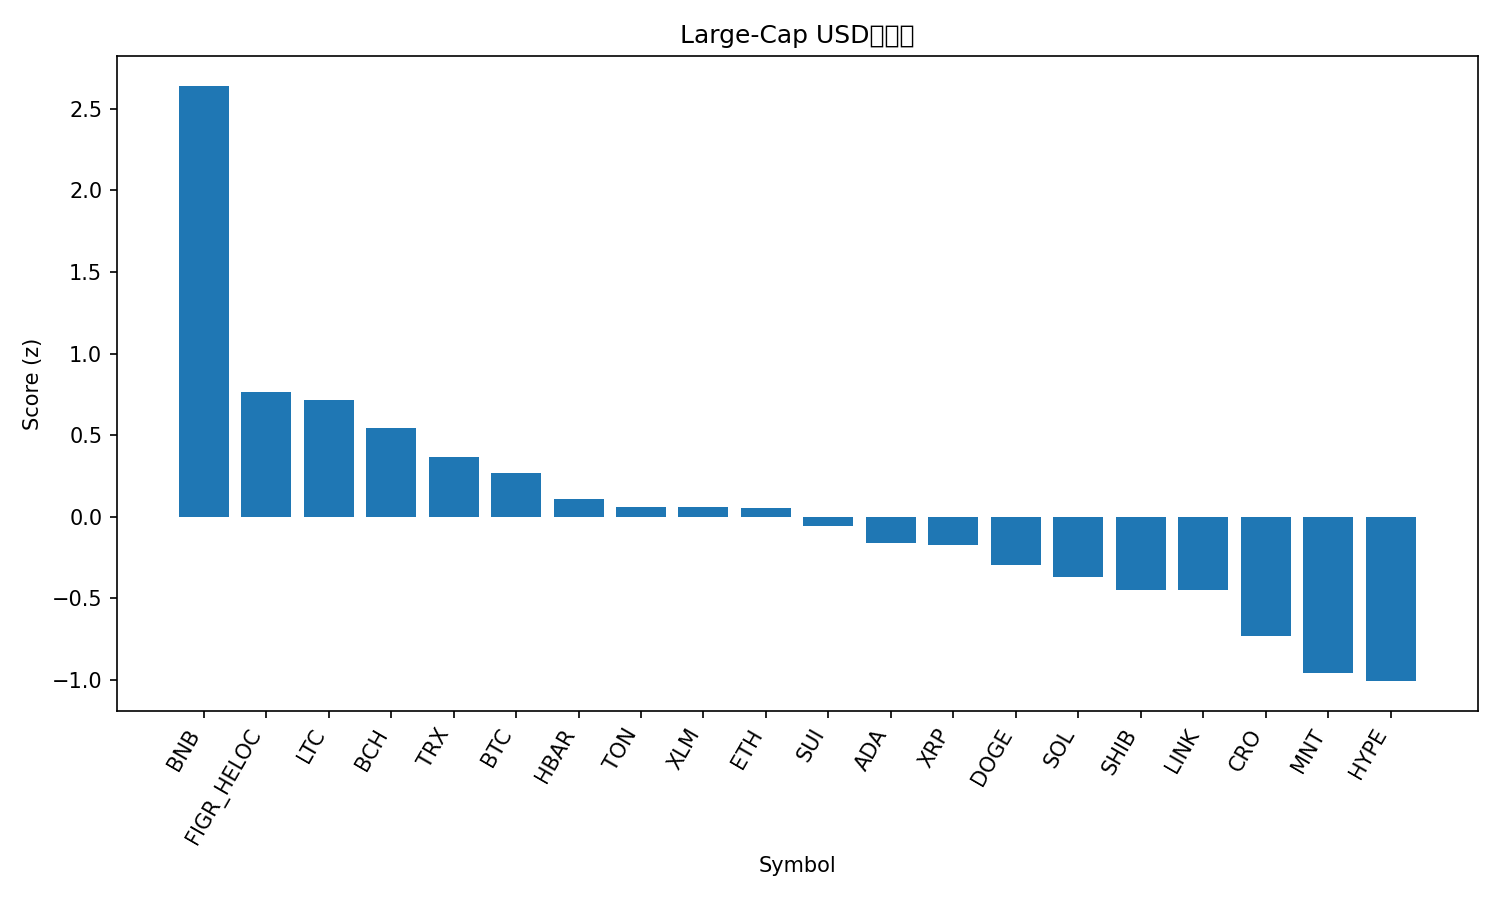 Large-Cap USD
Score (z)
2.5
2.0
1.5
1.0
0.5
0.0
−0.5
−1.0
BNB
FIGR_HELOC
LTC
BCH
TRX
BTC
HBAR
TON
XLM
ETH
SUI
ADA
XRP
DOGE
SOL
SHIB
LINK
CRO
MNT
HYPE
Symbol